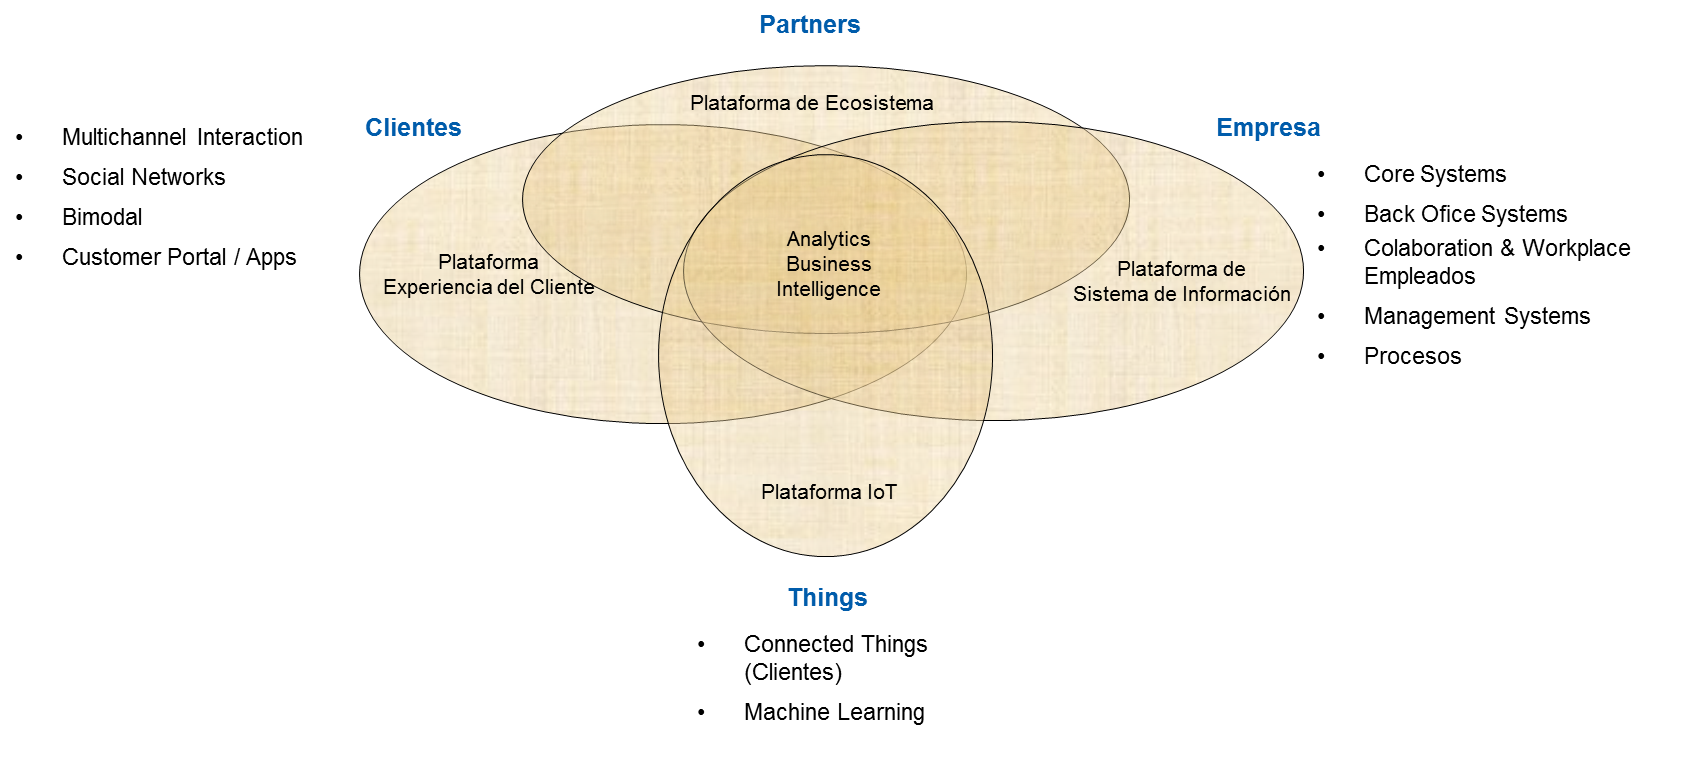 Partners
Plataforma de Ecosistema
Clientes
• Multichannel Interaction
• Social Networks
• Bimodal
• Customer Portal / Apps
Plataforma
Experiencia del Cliente
Analytics
Business
Intelligence
Empresa
Plataforma de
Sistema de Información
• Core Systems
• Back Ofice Systems
• Colaboration & Workplace
Empleados
• Management Systems
• Procesos
Plataforma IoT
Things
• Connected Things
(Clientes)
• Machine Learning